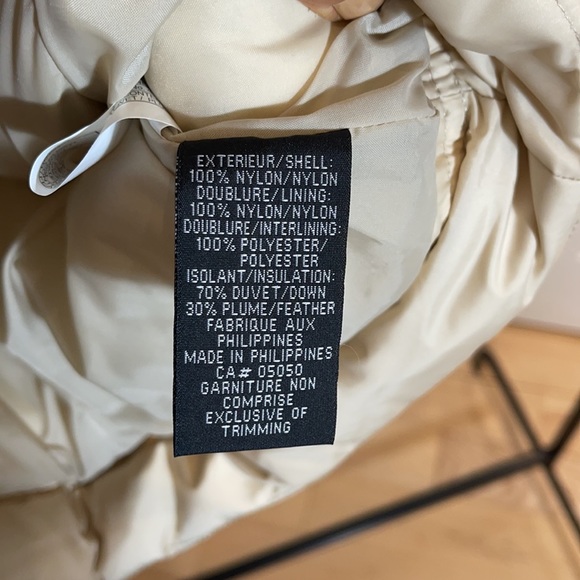 EXTERIEUR/SHELL:
100% NYLON/NYLON
DOUBLURE/LINING:
100% NYLON/NYLON
DOUBLURE/INTERLINING:
100% POLYESTER/
POLYESTER
ISOLANT/INSULATION:
70% DUVET/DOWN
30% PLUME/FEATHER
FABRIQUE AUX
PHILIPPINES
MADE IN PHILIPPINES
CA# 05050
GARNITURE NON
COMPRISE
EXCLUSIVE OF
TRIMMING